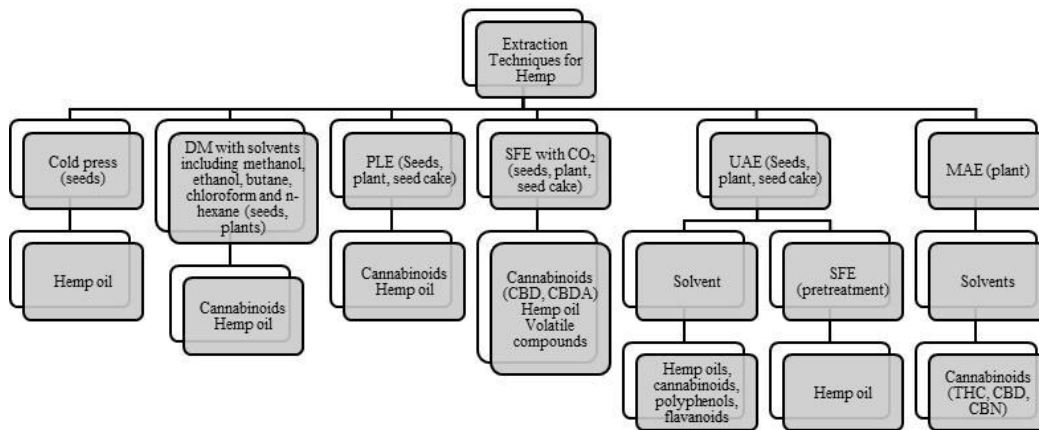 Extraction
Techniques for
Hemp
Cold press
(seeds)
Hemp oil
DM with solvents
including methanol,
ethanol, butane,
chloroform and n-
hexane (seeds,
plants)
Cannabinoids
Hemp oil
PLE (Seeds,
plant, seed cake)
Cannabinoids
Hemp oil
SFE with CO₂
(seeds, plant,
seed cake)
Cannabinoids
(CBD, CBDA)
Hemp oil
Volatile
compounds
UAE (Seeds,
plant, seed cake)
Solvent
Hemp oils,
cannabinoids,
polyphenols,
flavanoids
SFE
(pretreatment)
Hemp oil
MAE (plant)
Solvents
Cannabinoids
(THC, CBD,
CBN)